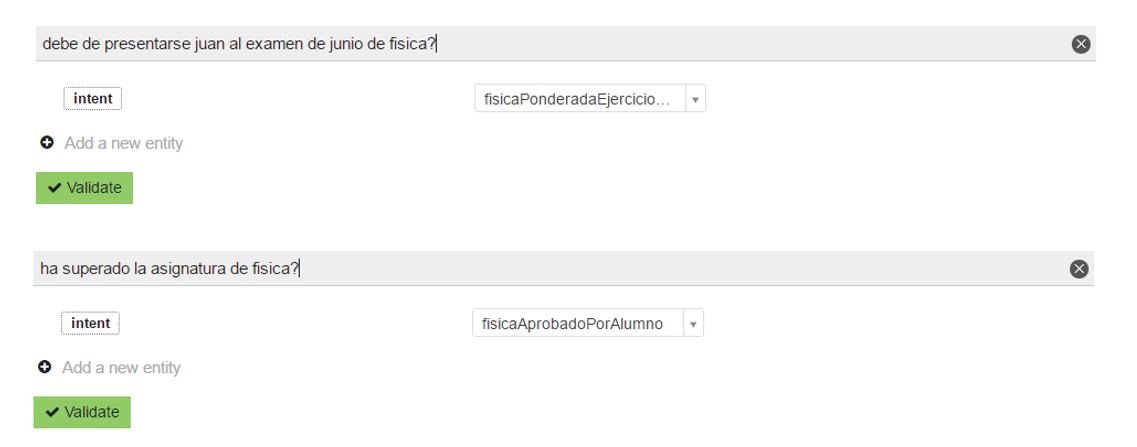 debe de presentarse juan al examen de junio de fisica?
intent
fisicaPonderadaEjercicio...
Add a new entity
Validate
ha superado la asignatura de fisica?
intent
fisicaAprobadoPorAlumno
Add a new entity
Validate